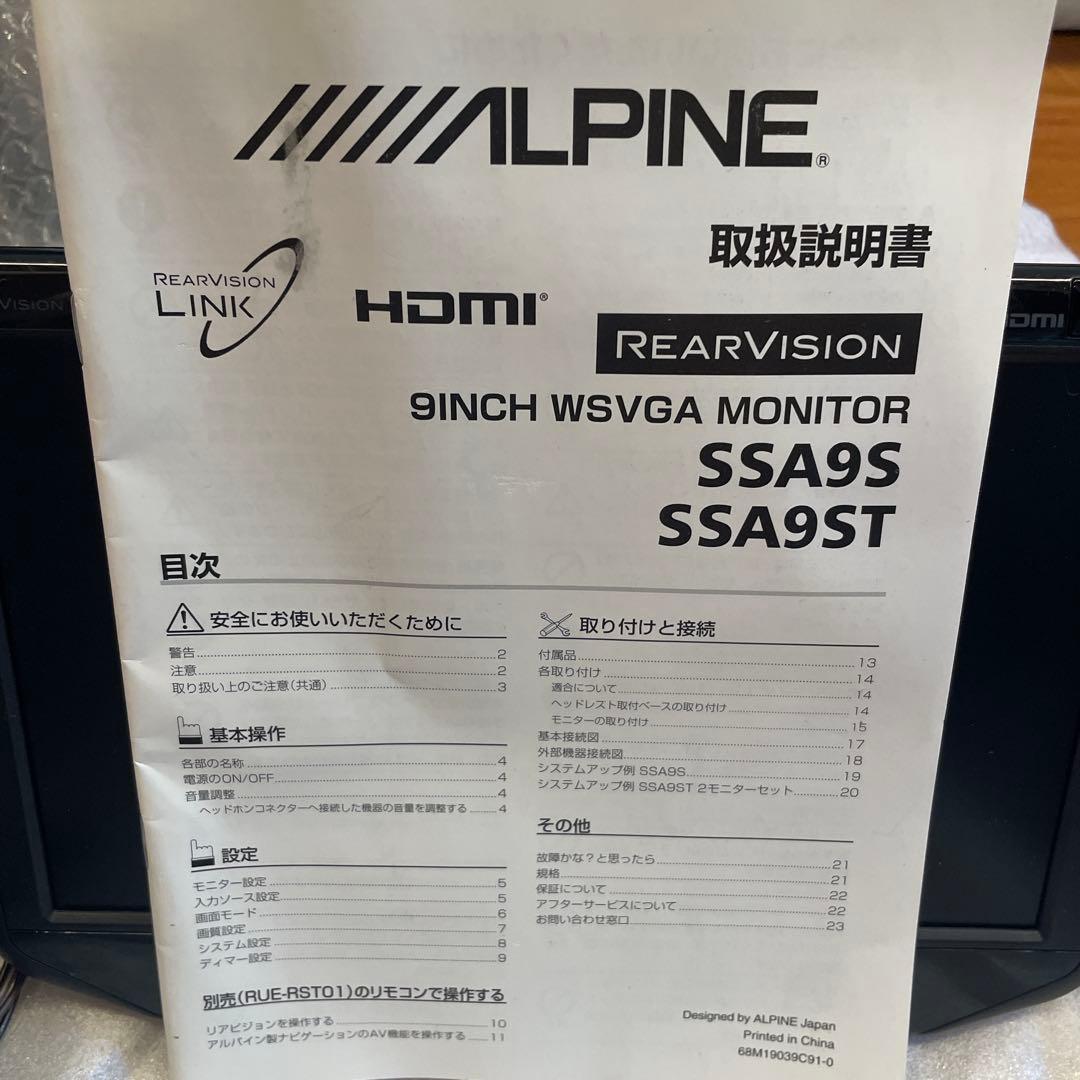 ALPINE®
取扱説明書
REARVISION
LINK
HDMI®
REARVISION
9INCH WSVGA MONITOR
SSA9S
SSA9ST
目次
安全にお使いいただくために
警告 2
注意 2
取り扱い上のご注意(共通) 3
基本操作
各部の名称 4
電源のON/OFF 4
音量調整 4
ヘッドホンコネクターへ接続した機器の音量を調整する 4
設定
モニター設定 5
入力ソース設定 5
画面モード 6
画質設定 7
システム設定 8
ディマー設定 9
別売(RUE-RST01)のリモコンで操作する
リアビジョンを操作する 10
アルパイン製ナビゲーションのAV機能を操作する 11
取り付けと接続
付属品 13
各取り付け 14
適合について 14
ヘッドレスト取付ベースの取り付け 14
モニターの取り付け 15
基本接続図 17
外部機器接続図 18
システムアップ例 SSA9S 19
システムアップ例 SSA9ST 2モニターセット 20
その他
故障かな?と思ったら 21
規格 21
保証について 22
アフターサービスについて 22
お問い合わせ窓口 23
Designed by ALPINE Japan
Printed in China
68M19039C91-0
VISION
HDMI